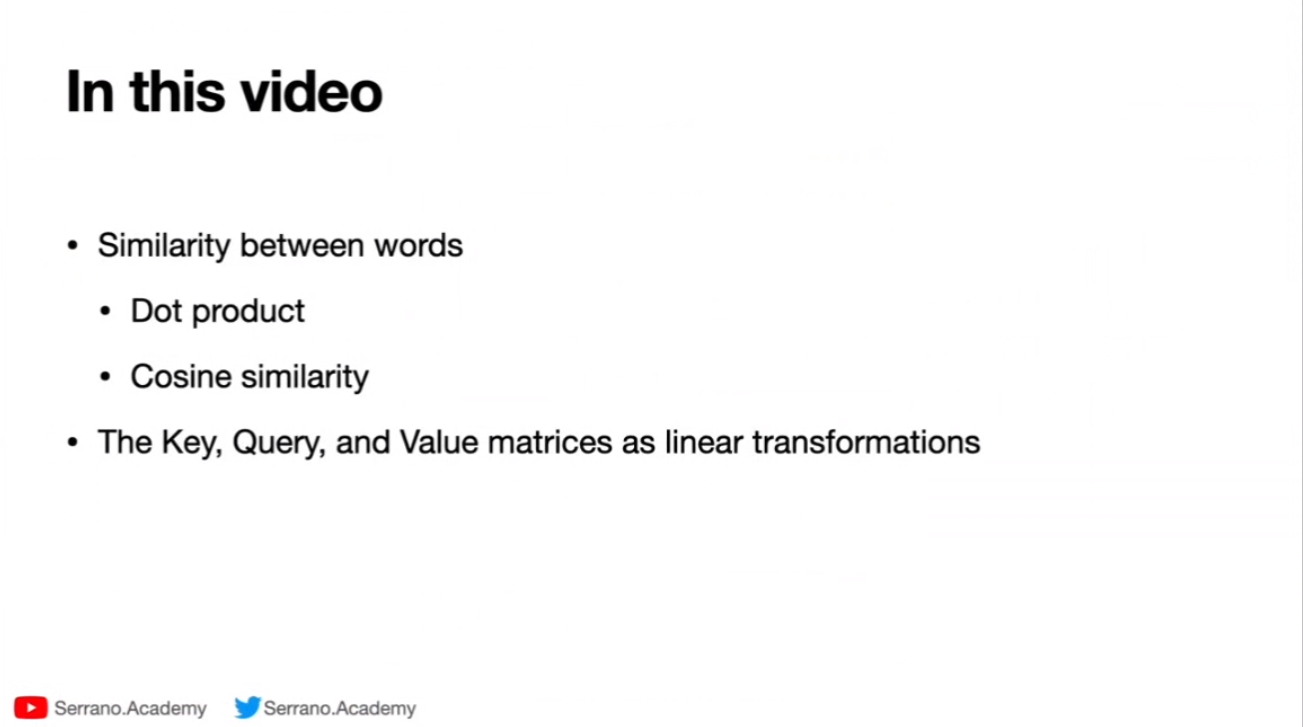 In this video
• Similarity between words
• Dot product
• Cosine similarity
• The Key, Query, and Value matrices as linear transformations
Serrano.Academy Serrano.Academy